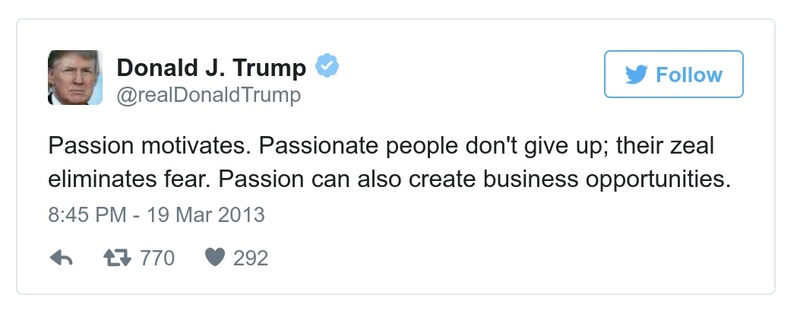 Donald J. Trump
@realDonaldTrump
Follow
Passion motivates. Passionate people don't give up; their zeal
eliminates fear. Passion can also create business opportunities.
8:45 PM - 19 Mar 2013
770 292